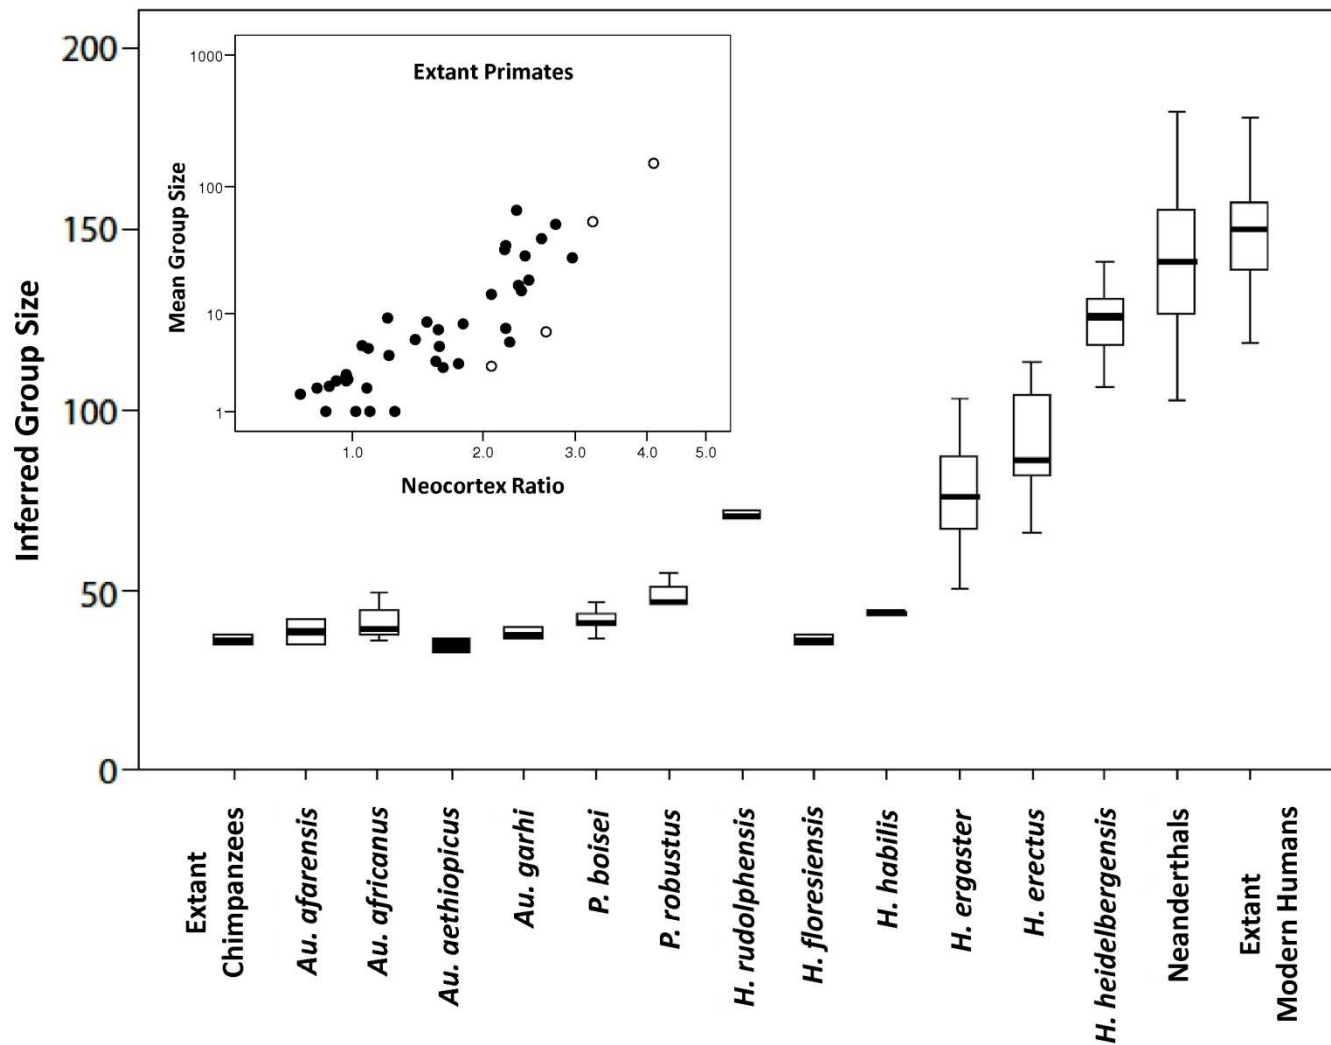 200
150
100
50
0
Inferred Group Size
Extant Primates
1000
100
10
1
Mean Group Size
1.0
2.0
3.0
4.0
5.0
Neocortex Ratio
Extant
Chimpanzees
Au. afarensis
Au. africanus
Au. aethiopicus
Au. garhi
P. boisei
P. robustus
H. rudolphensis
H. floresiensis
H. habilis
H. ergaster
H. erectus
H. heidelbergensis
Neanderthals
Extant
Modern Humans